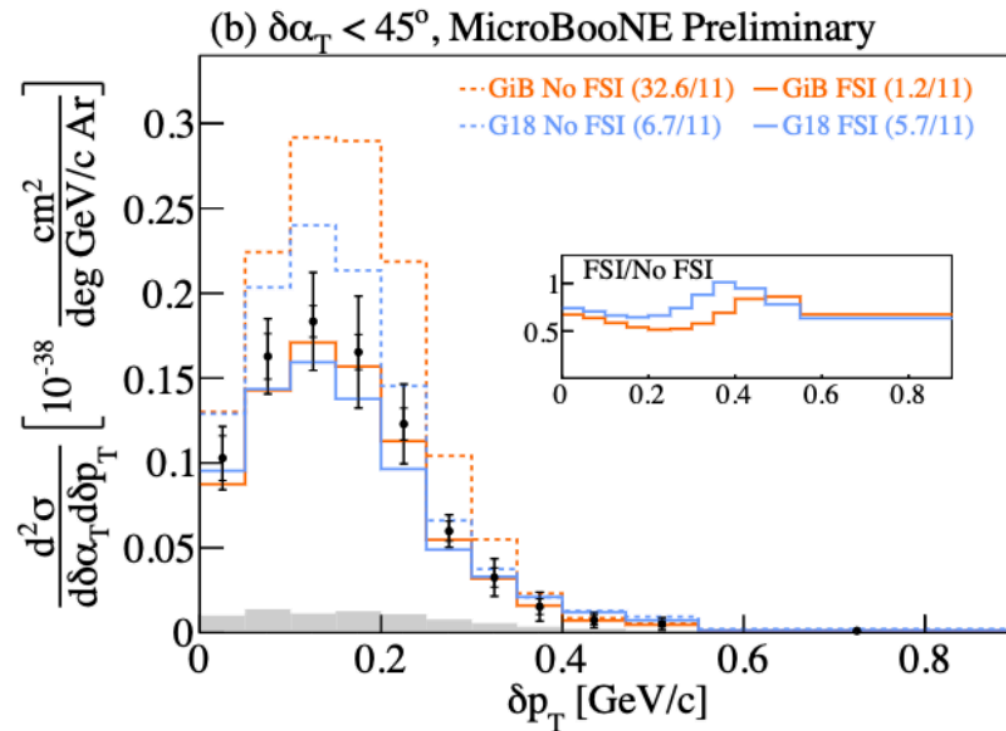 (b) δα_T < 45°, MicroBooNE Preliminary
GiB No FSI (32.6/11) GiB FSI (1.2/11)
G18 No FSI (6.7/11) G18 FSI (5.7/11)
d²σ/dδα_Tdδp_T [10⁻³⁸ cm²/deg GeV/c Ar]
0.3
0.25
0.2
0.15
0.1
0.05
0
FSI/No FSI
1
0.5
0 0.2 0.4 0.6 0.8
0 0.2 0.4 0.6 0.8
δp_T [GeV/c]